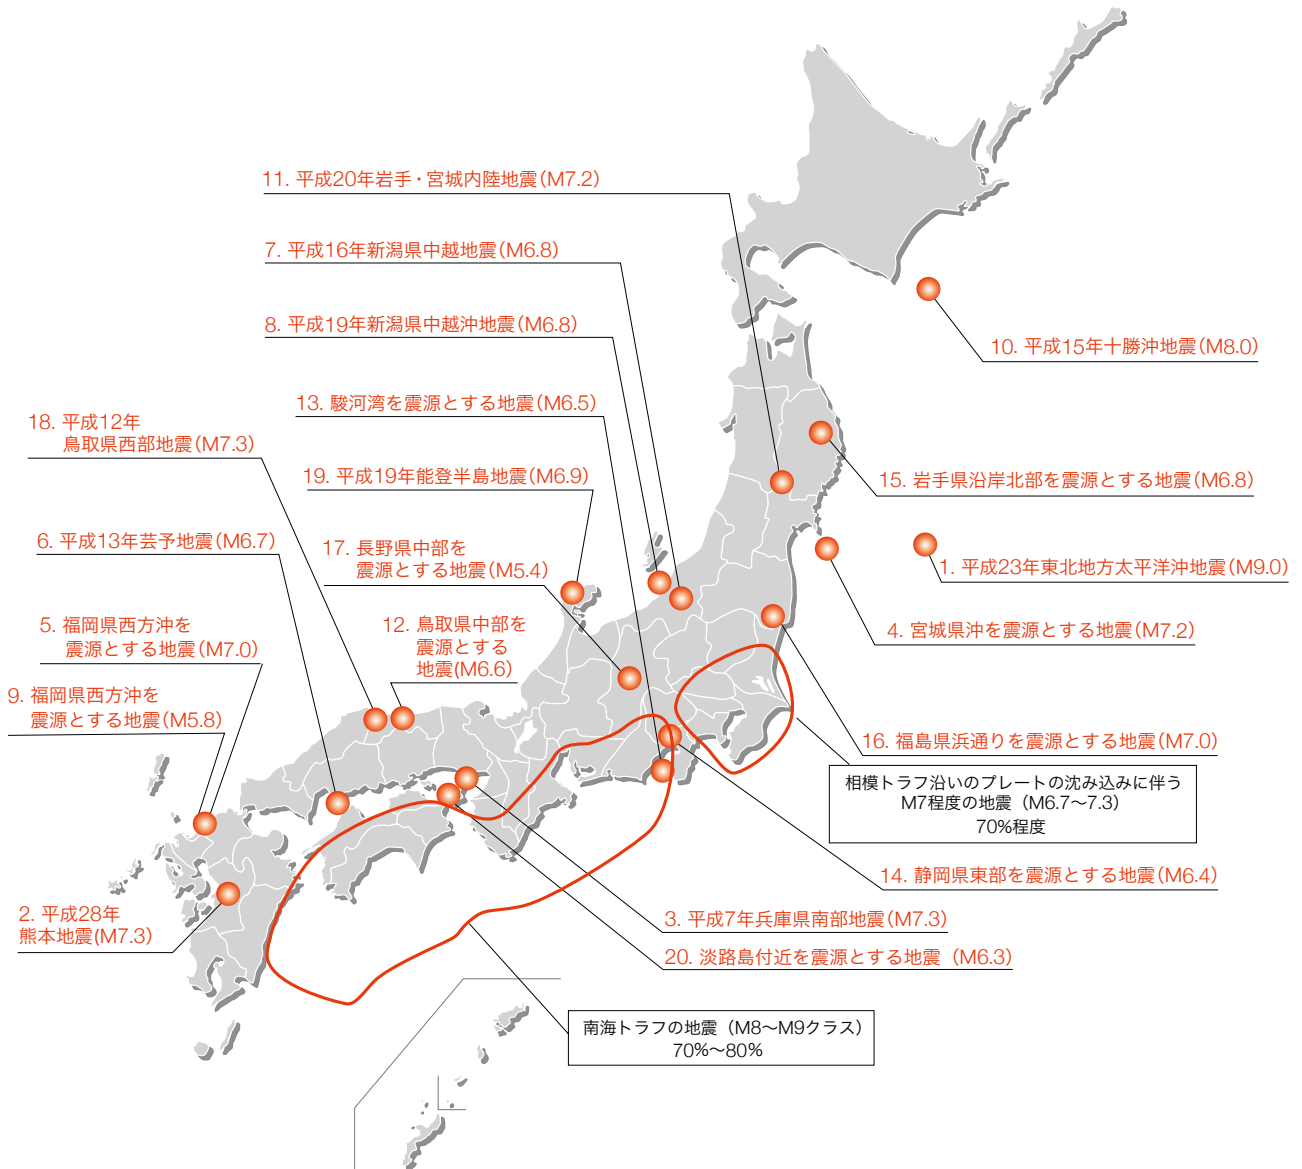 11. 平成20年岩手・宮城内陸地震(M7.2)
7. 平成16年新潟県中越地震(M6.8)
8. 平成19年新潟県中越沖地震(M6.8)
10. 平成15年十勝沖地震(M8.0)
13. 駿河湾を震源とする地震(M6.5)
18. 平成12年
鳥取県西部地震(M7.3)
19. 平成19年能登半島地震(M6.9)
15. 岩手県沿岸北部を震源とする地震(M6.8)
6. 平成13年芸予地震(M6.7)
17. 長野県中部を
震源とする地震(M5.4)
1. 平成23年東北地方太平洋沖地震(M9.0)
5. 福岡県西方沖を
震源とする地震(M7.0)
12. 鳥取県中部を
震源とする
地震(M6.6)
4. 宮城県沖を震源とする地震(M7.2)
9. 福岡県西方沖を
震源とする地震(M5.8)
16. 福島県浜通りを震源とする地震(M7.0)
相模トラフ沿いのプレートの沈み込みに伴う
M7程度の地震（M6.7〜7.3）
70%程度
14. 静岡県東部を震源とする地震(M6.4)
2. 平成28年
熊本地震(M7.3)
3. 平成7年兵庫県南部地震(M7.3)
20. 淡路島付近を震源とする地震（M6.3)
南海トラフの地震（M8〜M9クラス）
70%〜80%